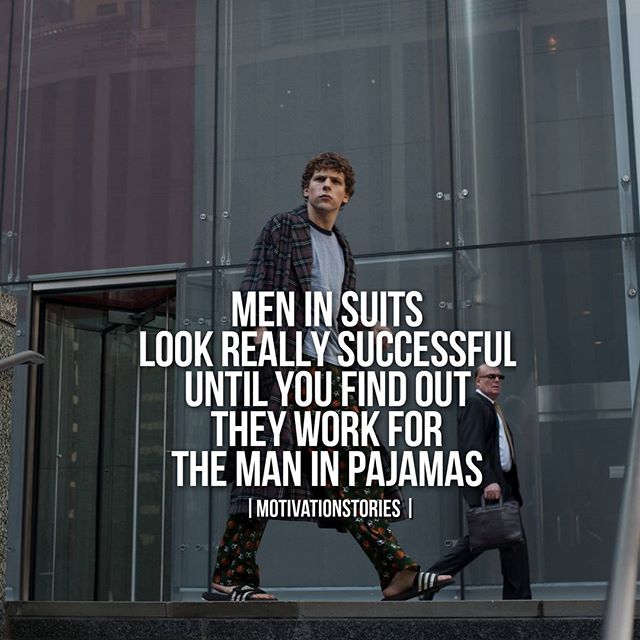 MEN IN SUITS
LOOK REALLY SUCCESSFUL
UNTIL YOU FIND OUT
THEY WORK FOR
THE MAN IN PAJAMAS
| MOTIVATIONSTORIES |